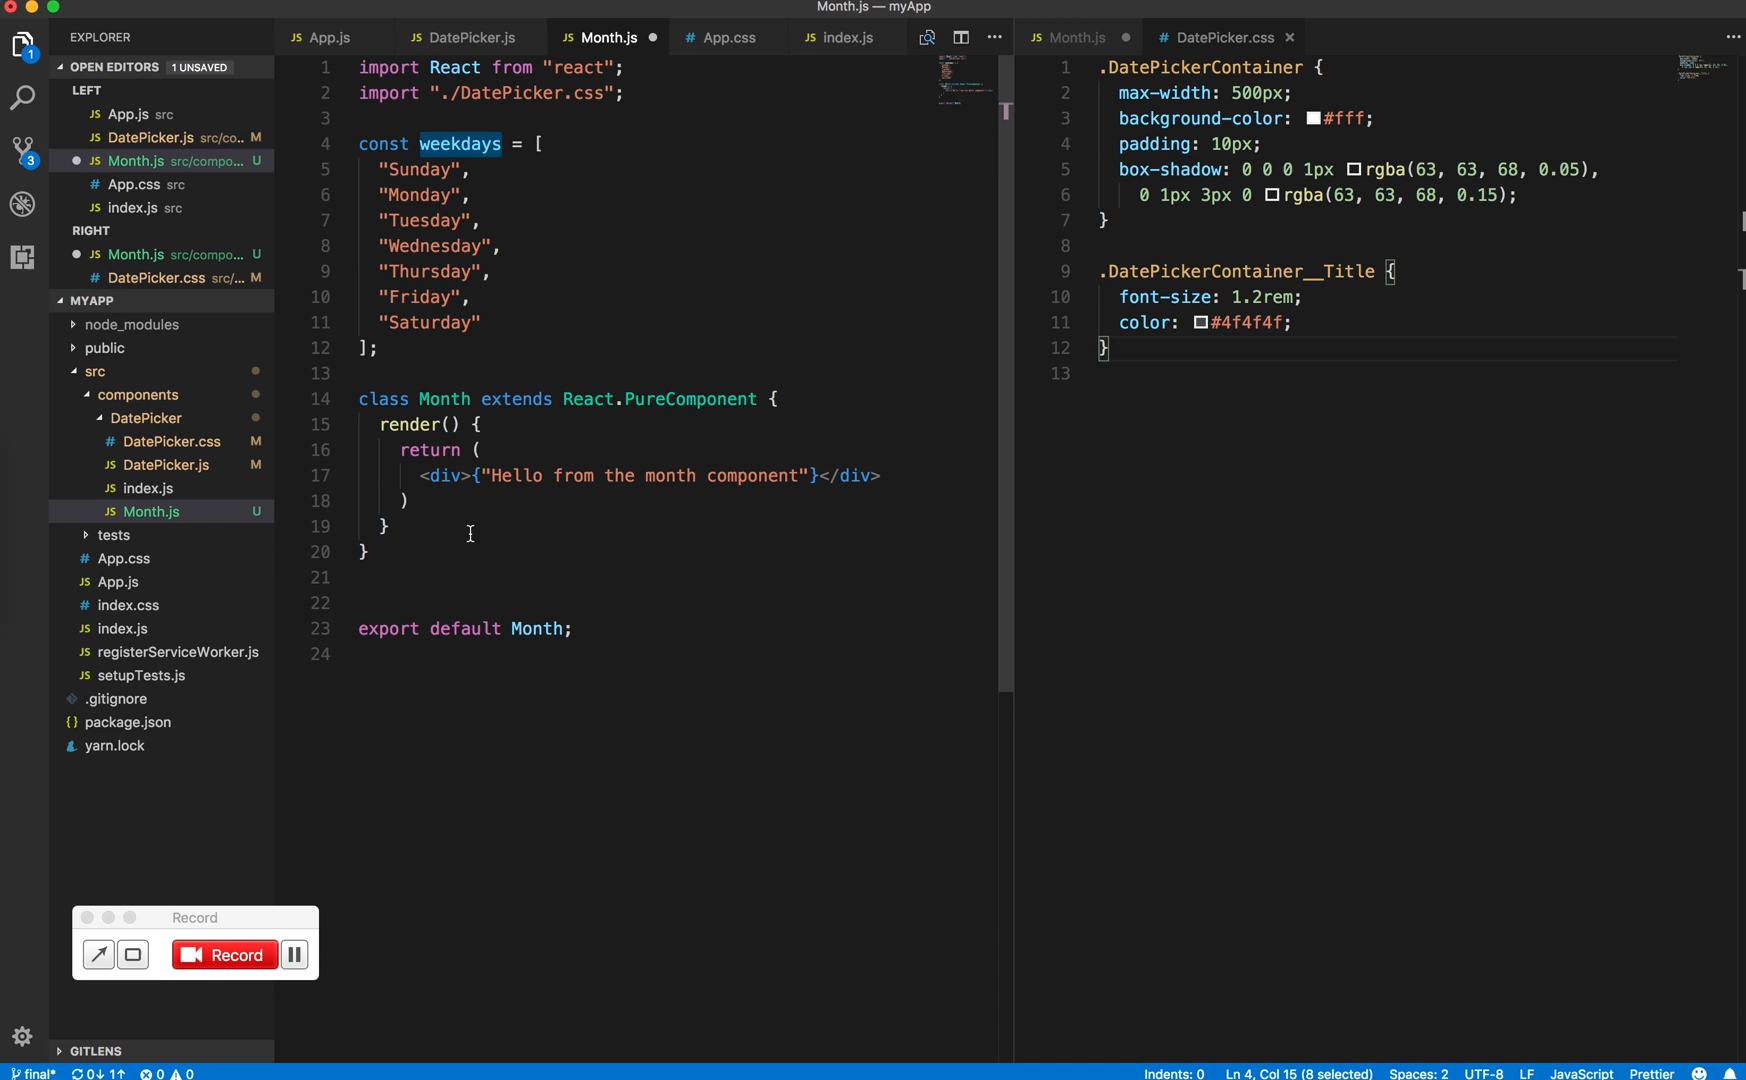 Month.js — myApp
EXPLORER
OPEN EDITORS 1 UNSAVED
LEFT
JS App.js src
JS DatePicker.js src/co... M
JS Month.js src/compo... U
# App.css src
JS index.js src
RIGHT
JS Month.js src/compo... U
# DatePicker.css src/... M
MYAPP
node_modules
public
src
components
DatePicker
# DatePicker.css M
JS DatePicker.js M
JS index.js
JS Month.js U
tests
# App.css
JS App.js
# index.css
JS index.js
JS registerServiceWorker.js
JS setupTests.js
.gitignore
{} package.json
yarn.lock
1
3
Record
Record
GITLENS
JS App.js
JS DatePicker.js
JS Month.js
# App.css
JS index.js
1 import React from "react";
2 import "./DatePicker.css";
3
4 const weekdays = [
5 "Sunday",
6 "Monday",
7 "Tuesday",
8 "Wednesday",
9 "Thursday",
10 "Friday",
11 "Saturday"
12 ];
13
14 class Month extends React.PureComponent {
15 render() {
16 return (
17 <div>{"Hello from the month component"}</div>
18 )
19 }
20 }
21
22
23 export default Month;
24
JS Month.js
# DatePicker.css
1 .DatePickerContainer {
2 max-width: 500px;
3 background-color: #fff;
4 padding: 10px;
5 box-shadow: 0 0 0 1px rgba(63, 63, 68, 0.05),
6 0 1px 3px 0 rgba(63, 63, 68, 0.15);
7 }
8
9 .DatePickerContainer__Title {
10 font-size: 1.2rem;
11 color: #4f4f4f;
12 }
13
final* 0↓ 1↑ 0 0
Indents: 0 Ln 4, Col 15 (8 selected) Spaces: 2 UTF-8 LF JavaScript Prettier